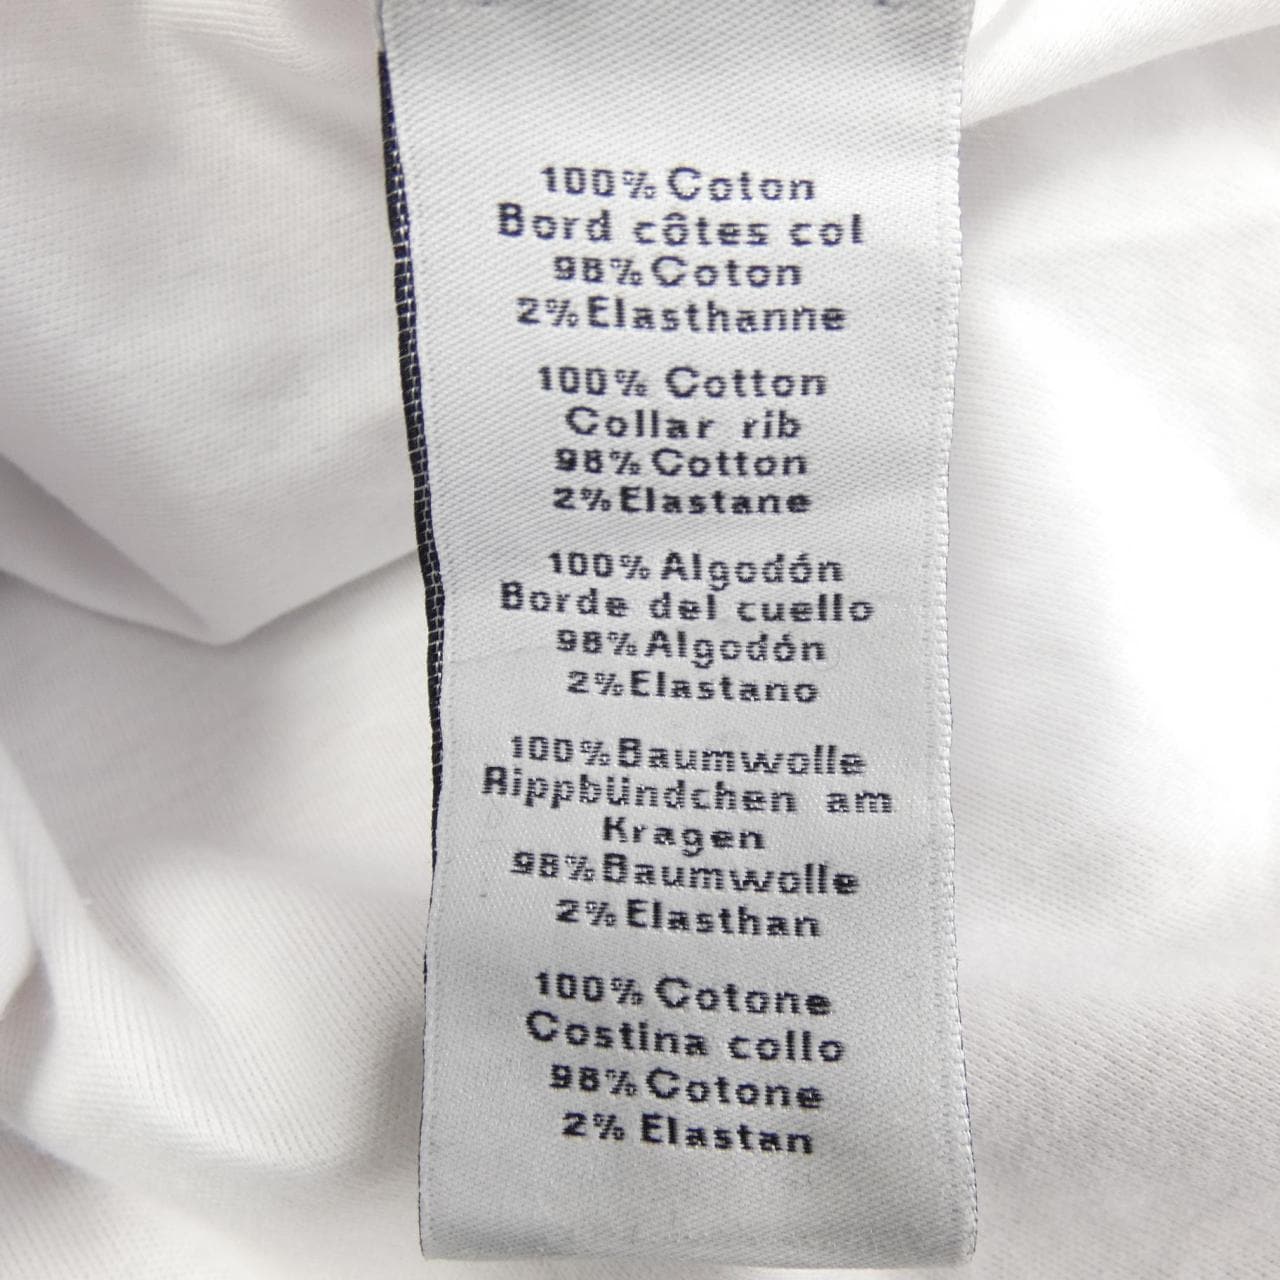 100% Coton
Bord côtes col
98% Coton
2% Elasthanne
100% Cotton
Collar rib
98% Cotton
2% Elastane
100% Algodón
Borde del cuello
98% Algodón
2% Elastano
100% Baumwolle
Rippbündchen am
Kragen
98% Baumwolle
2% Elasthan
100% Cotone
Costina collo
98% Cotone
2% Elastan